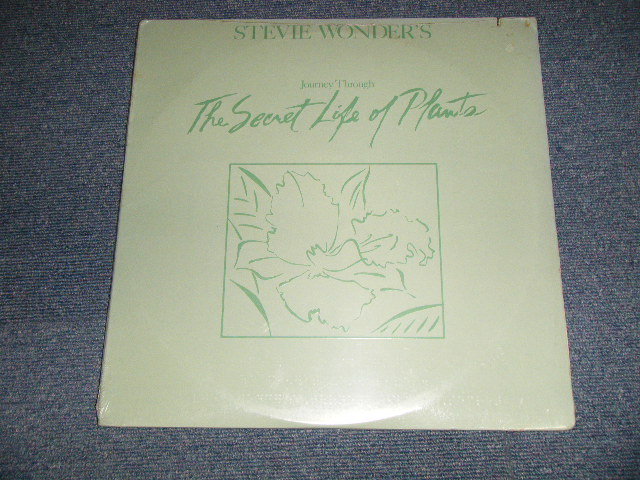 STEVIE WONDER'S
Journey Through
The Secret Life of Plants